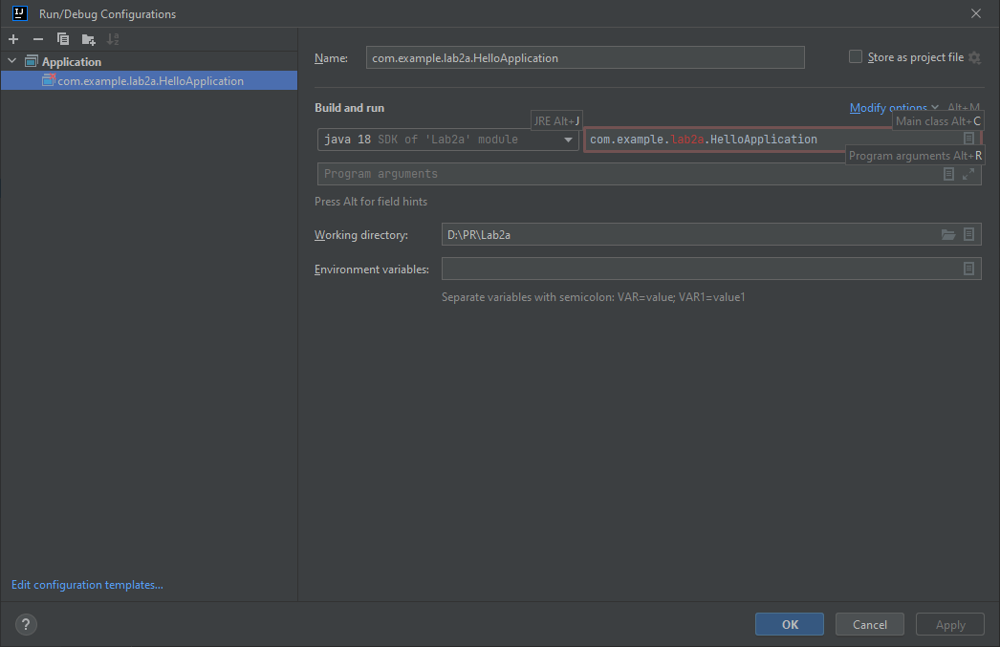 IJ
Run/Debug Configurations
Application
com.example.lab2a.HelloApplication
Name:
com.example.lab2a.HelloApplication
Store as project file
Build and run
Modify options
Alt+M
JRE Alt+J
Main class Alt+C
java 18 SDK of 'Lab2a' module
com.example.lab2a.HelloApplication
Program arguments Alt+R
Program arguments
Press Alt for field hints
Working directory:
D:\PR\Lab2a
Environment variables:
Separate variables with semicolon: VAR=value; VAR1=value1
Edit configuration templates...
?
OK
Cancel
Apply